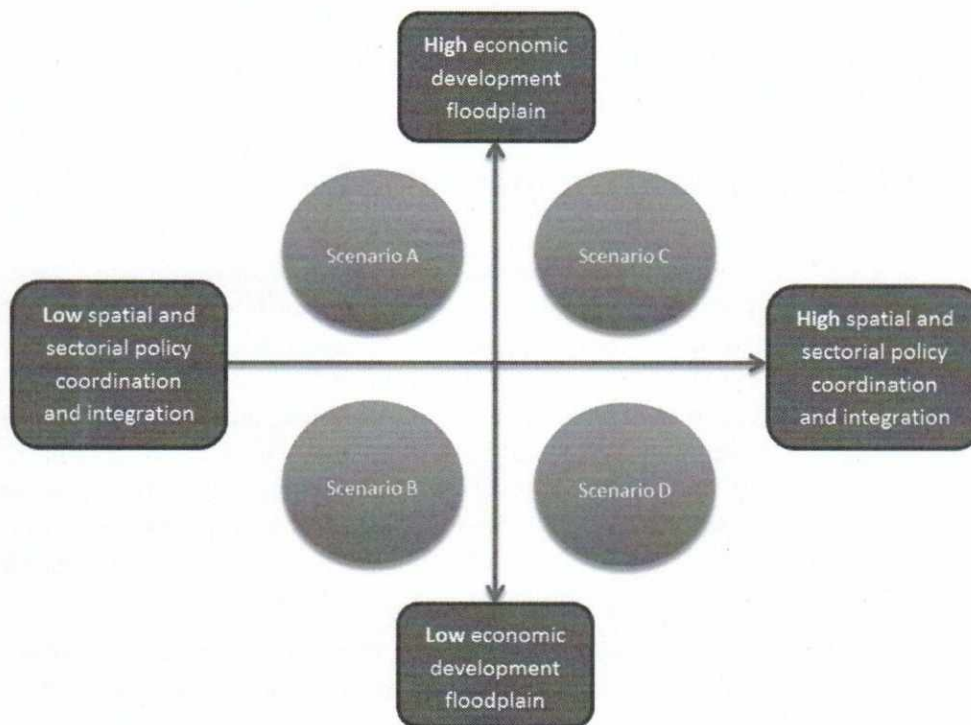 High economic
development
floodplain
Scenario A
Scenario C
Low spatial and
sectorial policy
coordination
and integration
High spatial and
sectorial policy
coordination
and integration
Scenario B
Scenario D
Low economic
development
floodplain